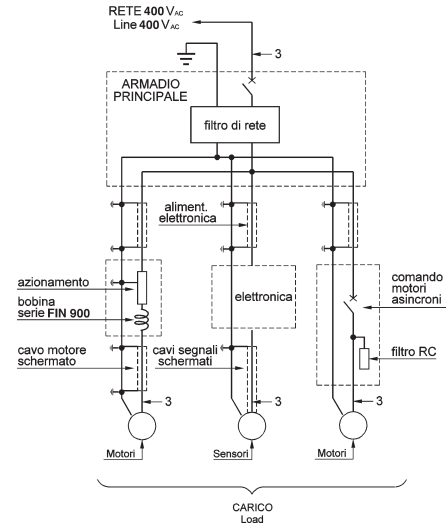 RETE 400 VAC
Line 400 VAC
3
ARMADIO
PRINCIPALE
filtro di rete
aliment.
elettronica
azionamento
bobina
serie FIN 900
elettronica
comando
motori
asincroni
cavo motore
schermato
cavi segnali
schermati
filtro RC
3
3
3
Motori
Sensori
Motori
CARICO
Load